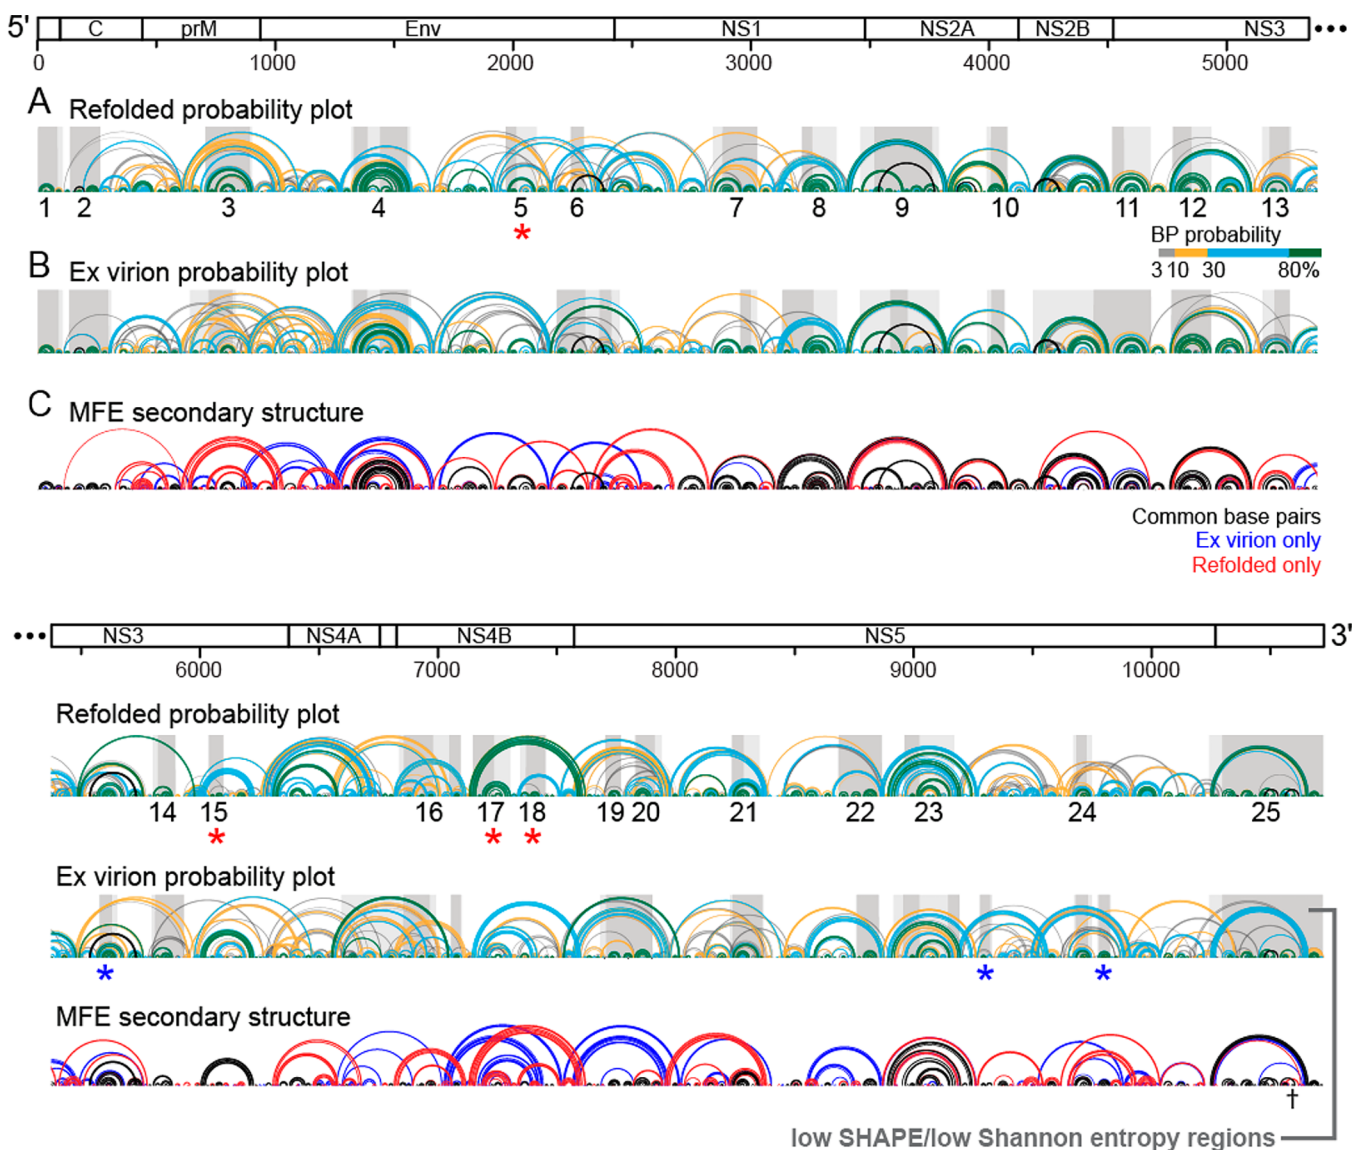 5' C prM Env NS1 NS2A NS2B NS3 •••
0 1000 2000 3000 4000 5000
A Refolded probability plot
1 2 3 4 5 6 7 8 9 10 11 12 13
*
BP probability
3 10 30 80%
B Ex virion probability plot
C MFE secondary structure
Common base pairs
Ex virion only
Refolded only
••• NS3 NS4A NS4B NS5 3'
6000 7000 8000 9000 10000
Refolded probability plot
14 15 16 17 18 19 20 21 22 23 24 25
* * *
Ex virion probability plot
* * *
MFE secondary structure
†
low SHAPE/low Shannon entropy regions